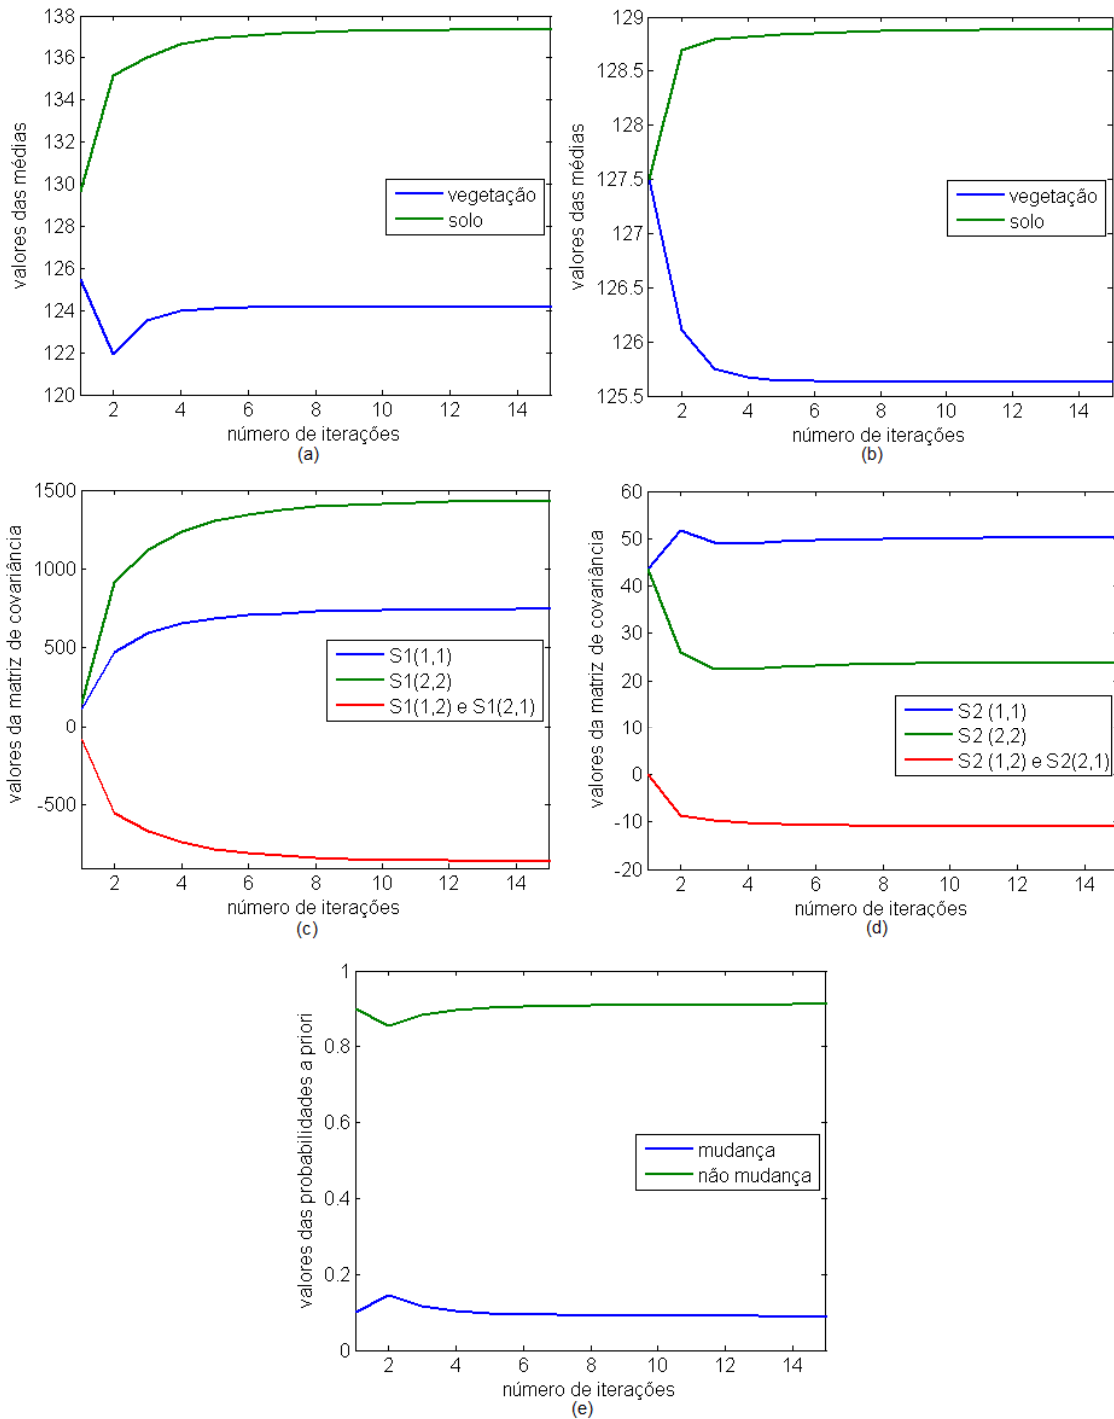 138
136
134
132
130
128
126
124
122
120
valores das médias
vegetação
solo
2 4 6 8 10 12 14
número de iterações
(a)
129
128.5
128
127.5
127
126.5
126
125.5
valores das médias
vegetação
solo
2 4 6 8 10 12 14
número de iterações
(b)
1500
1000
500
0
-500
valores da matriz de covariância
S1(1,1)
S1(2,2)
S1(1,2) e S1(2,1)
2 4 6 8 10 12 14
número de iterações
(c)
60
50
40
30
20
10
0
-10
-20
valores da matriz de covariância
S2 (1,1)
S2 (2,2)
S2 (1,2) e S2(2,1)
2 4 6 8 10 12 14
número de iterações
(d)
1
0.8
0.6
0.4
0.2
0
valores das probabilidades a priori
mudança
não mudança
2 4 6 8 10 12 14
número de iterações
(e)